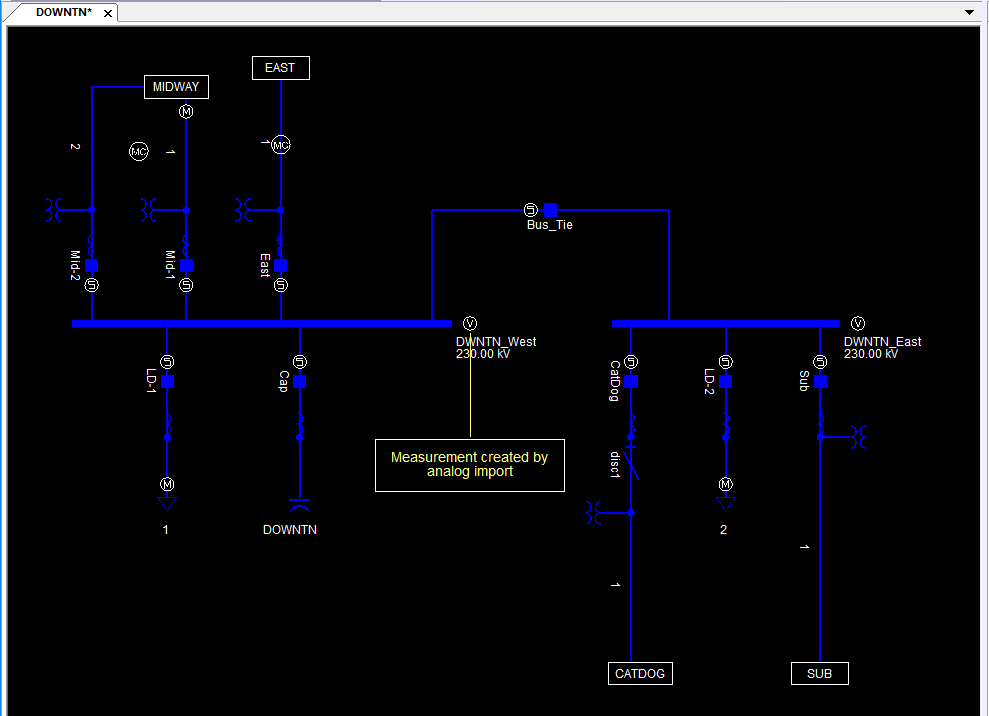 DOWNTN*
EAST
MIDWAY
M
2
MC
1
1
MC
S
Bus_Tie
Mid-2
Mid-1
East
S
S
S
V
DWNTN_West
230.00 kV
V
DWNTN_East
230.00 kV
S
LD-1
S
Cap
S
CatDog
S
LD-2
S
Sub
Measurement created by
analog import
disc1
M
M
1
DOWNTN
2
1
1
CATDOG
SUB